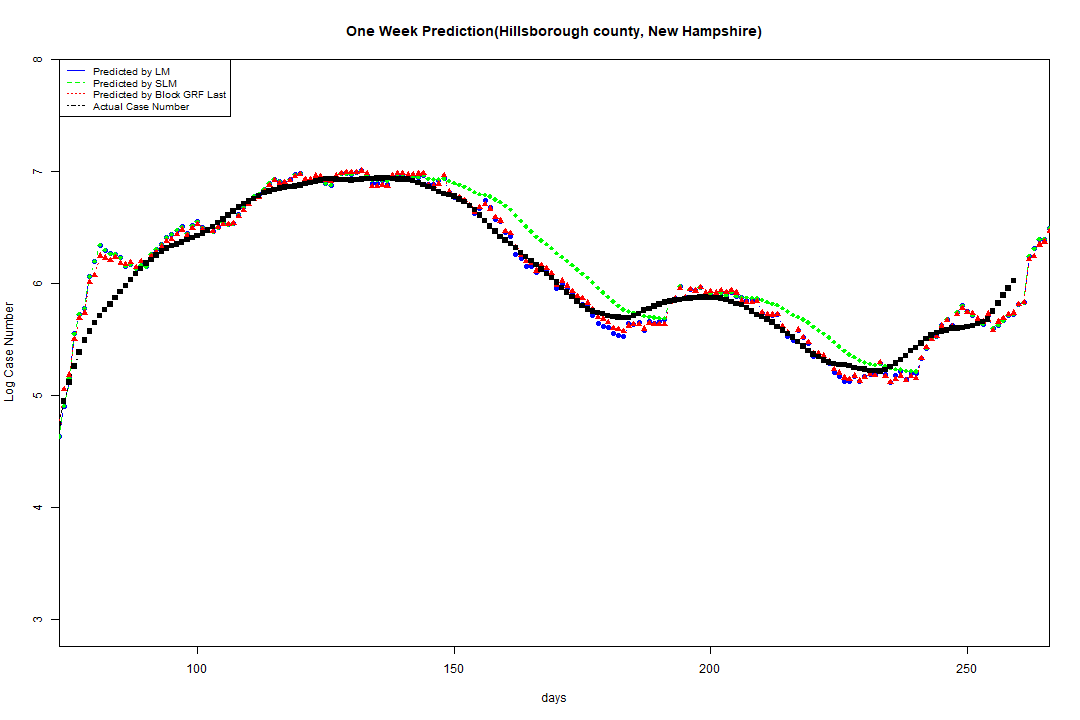 One Week Prediction(Hillsborough county, New Hampshire)
Predicted by LM
Predicted by SLM
Predicted by Block GRF Last
Actual Case Number
8
7
6
5
4
3
Log Case Number
100 150 200 250
days